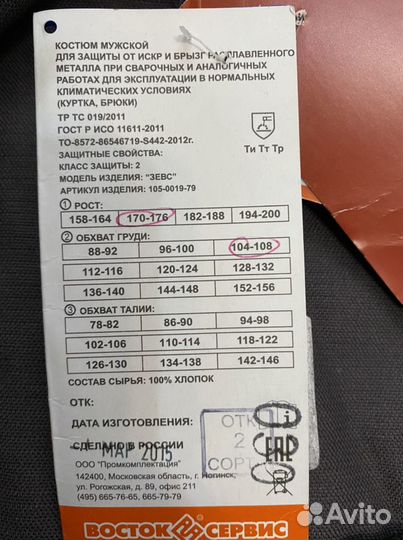 КОСТЮМ МУЖСКОЙ
ДЛЯ ЗАЩИТЫ ОТ ИСКР И БРЫЗГ РАСПЛАВЛЕННОГО
МЕТАЛЛА ПРИ СВАРОЧНЫХ И АНАЛОГИЧНЫХ
РАБОТАХ ДЛЯ ЭКСПЛУАТАЦИИ В НОРМАЛЬНЫХ
КЛИМАТИЧЕСКИХ УСЛОВИЯХ
(КУРТКА, БРЮКИ)
ТР ТС 019/2011
ГОСТ Р ИСО 11611-2011
ТО-8572-86546719-S442-2012г.
ЗАЩИТНЫЕ СВОЙСТВА:
КЛАСС ЗАЩИТЫ: 2
Ти Тт Тр
МОДЕЛЬ ИЗДЕЛИЯ: "ЗЕВС"
АРТИКУЛ ИЗДЕЛИЯ: 105-0019-79
1 РОСТ:
158-164 170-176 182-188 194-200
2 ОБХВАТ ГРУДИ:
88-92 96-100 104-108
112-116 120-124 128-132
136-140 144-148 152-156
3 ОБХВАТ ТАЛИИ:
78-82 86-90 94-98
102-106 110-114 118-122
126-130 134-138 142-146
СОСТАВ СЫРЬЯ: 100% ХЛОПОК
ОТК:
ДАТА ИЗГОТОВЛЕНИЯ:
МАР 2015
ОТК
2
СОРТ
i
EAC
СДЕЛАНО В РОССИИ
ООО "Промкомплектация"
142400, Московская обл., г. Ногинск,
ул. Рогожская, д. 89, офис 211
(495) 665-76-65, 665-79-79
ВОСТОК СЕРВИС
Avito